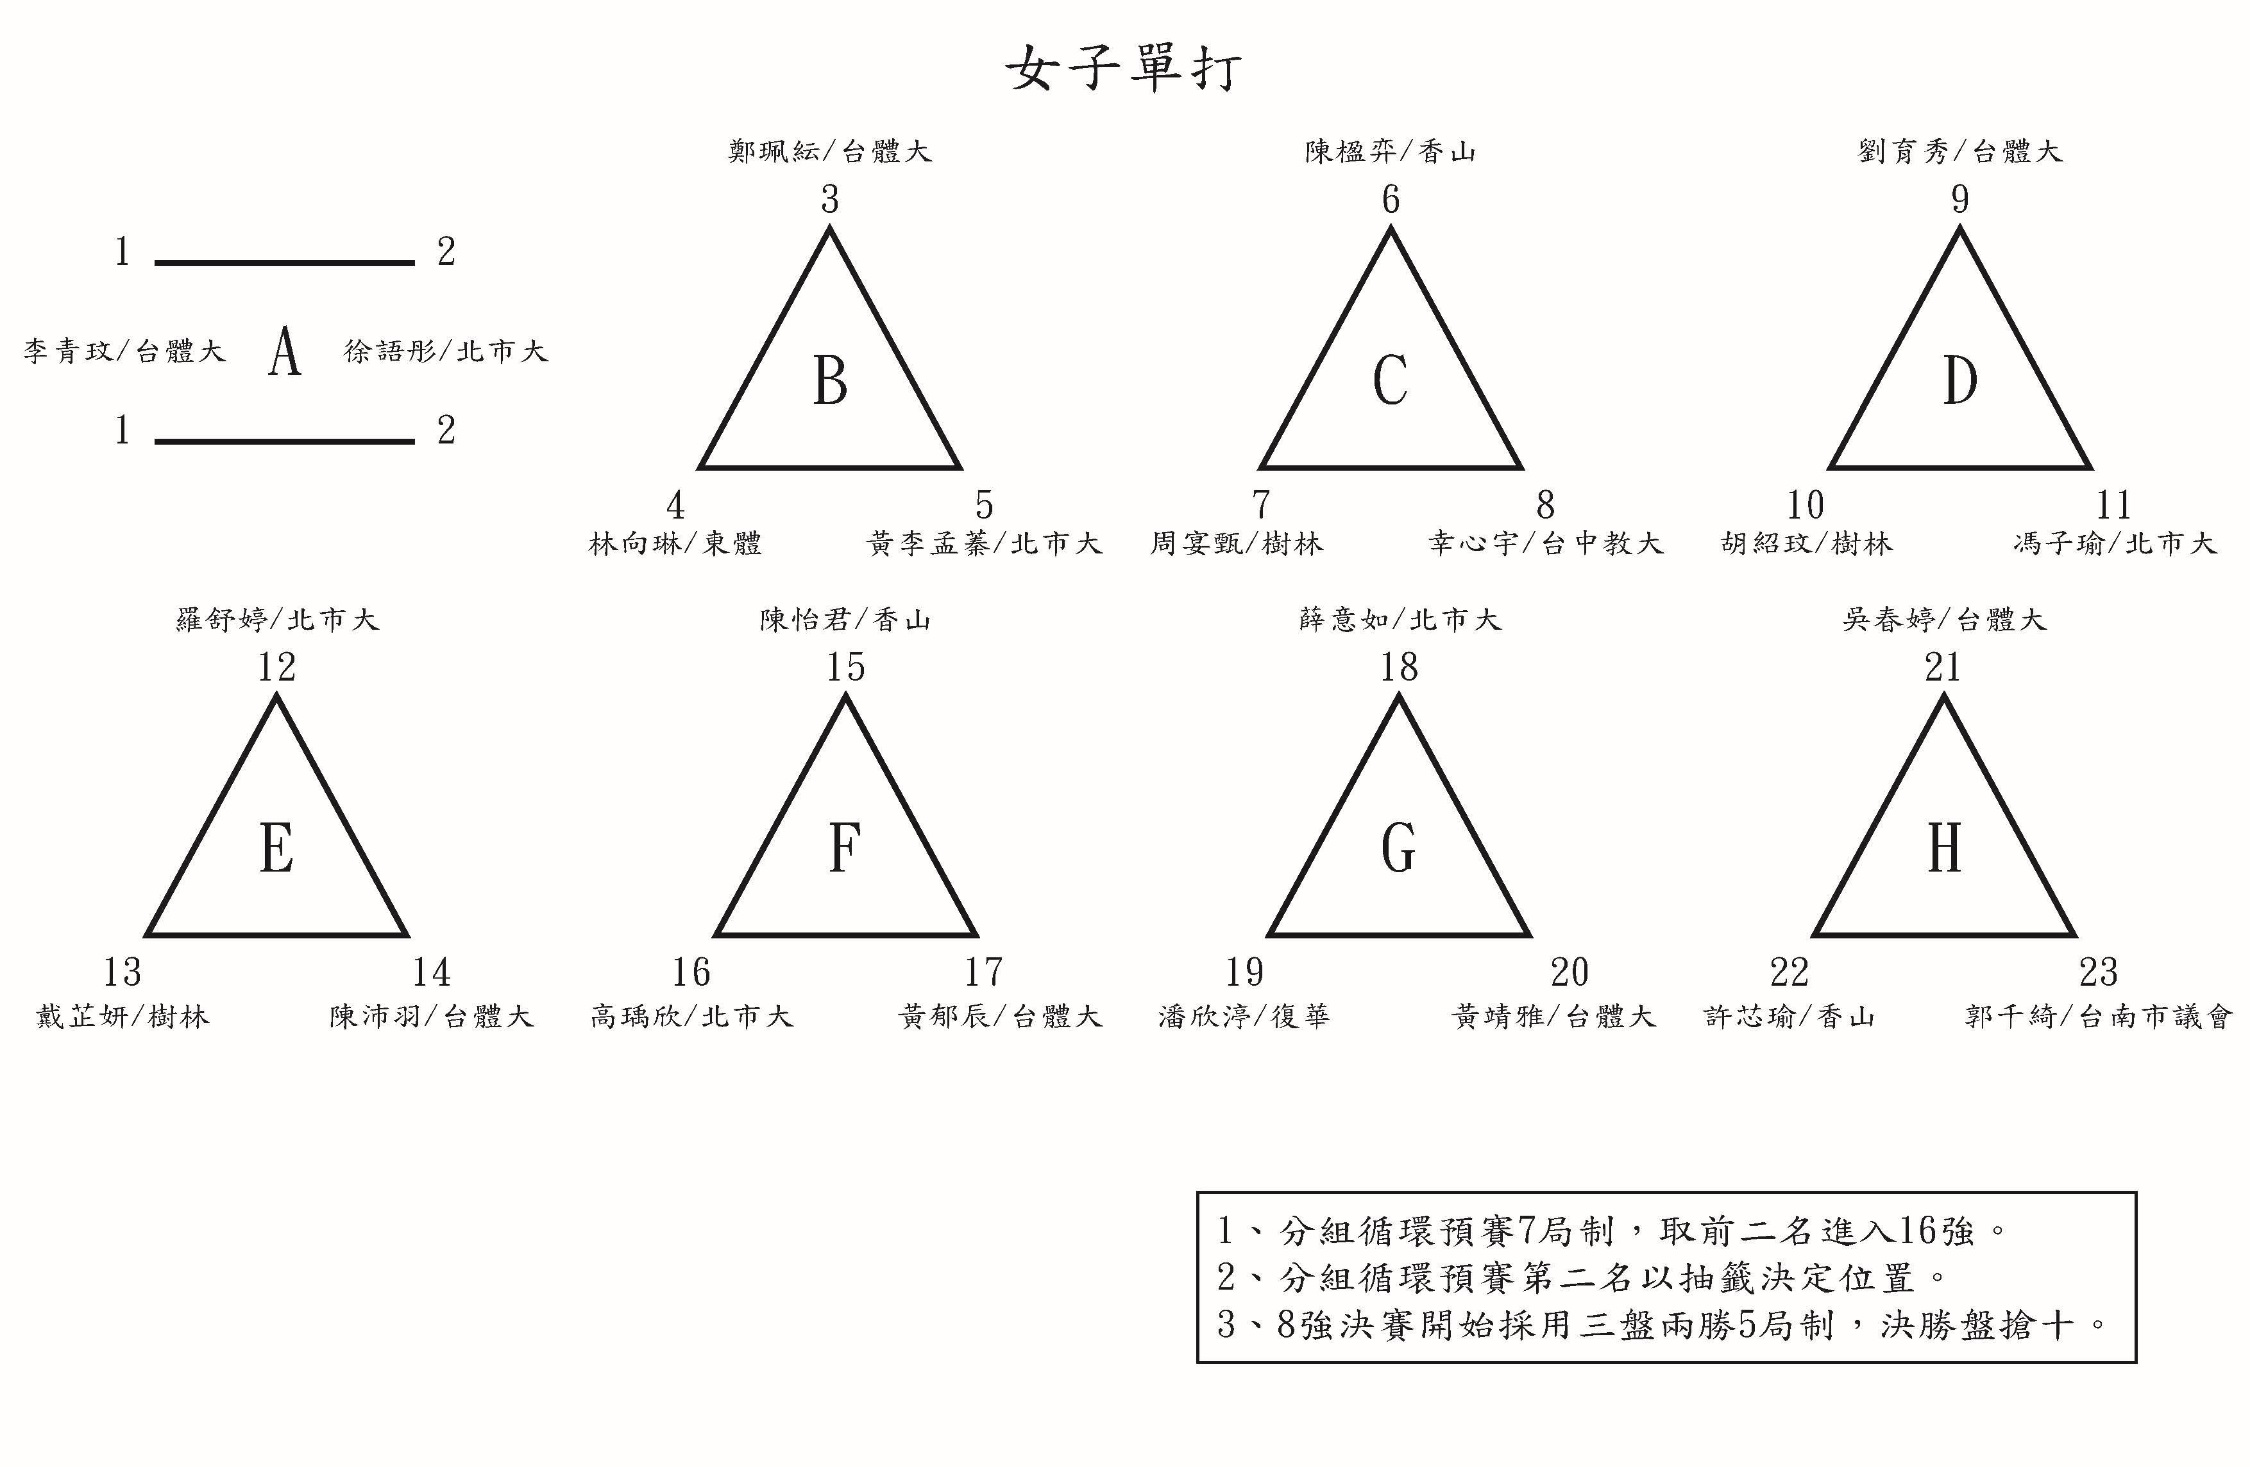 女子單打
鄭珮紜/台體大
陳楹弈/香山
劉育秀/台體大
3
6
9
1
2
李青玟/台體大
A
徐語彤/北市大
B
C
D
1
2
4
5
7
8
10
11
林向琳/東體
黃李孟蓁/北市大
周宴甄/樹林
幸心宇/台中教大
胡紹玟/樹林
馮子瑜/北市大
羅舒婷/北市大
陳怡君/香山
薛意如/北市大
吳春婷/台體大
12
15
18
21
E
F
G
H
13
14
16
17
19
20
22
23
戴芷妍/樹林
陳沛羽/台體大
高瑀欣/北市大
黃郁辰/台體大
潘欣渟/復華
黃靖雅/台體大
許芯瑜/香山
郭千綺/台南市議會
1、分組循環預賽7局制，取前二名進入16強。
2、分組循環預賽第二名以抽籤決定位置。
3、8強決賽開始採用三盤兩勝5局制，決勝盤搶十。